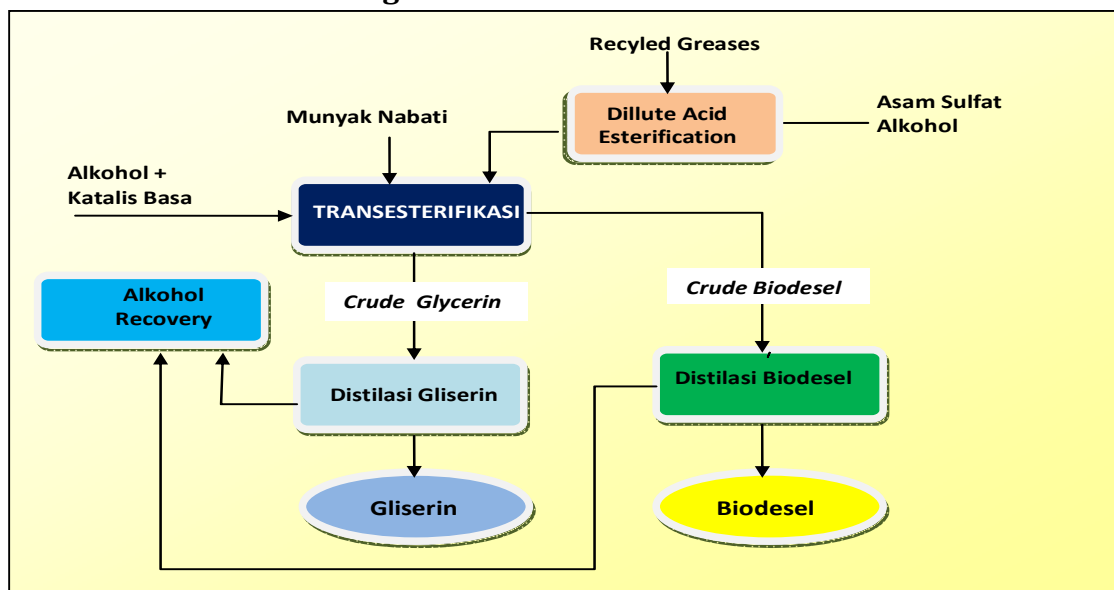 Recyled Greases
Dillute Acid
Esterification
Asam Sulfat
Alkohol
Munyak Nabati
Alkohol +
Katalis Basa
TRANSESTERIFIKASI
Alkohol
Recovery
Crude Glycerin
Crude Biodesel
Distilasi Gliserin
Distilasi Biodesel
Gliserin
Biodesel